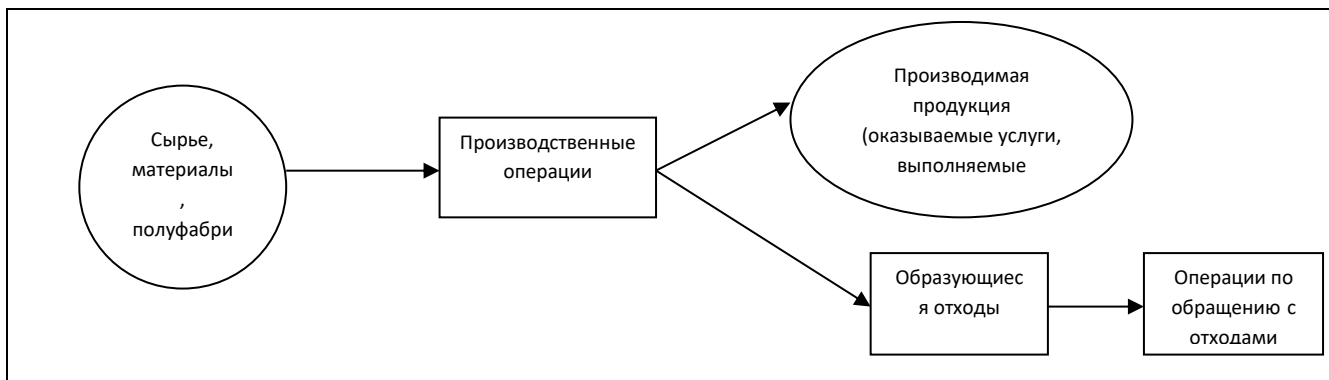 Сырье,
материалы
,
полуфабри
Производственные
операции
Производимая
продукция
(оказываемые услуги,
выполняемые
Образующиес
я отходы
Операции по
обращению с
отходами